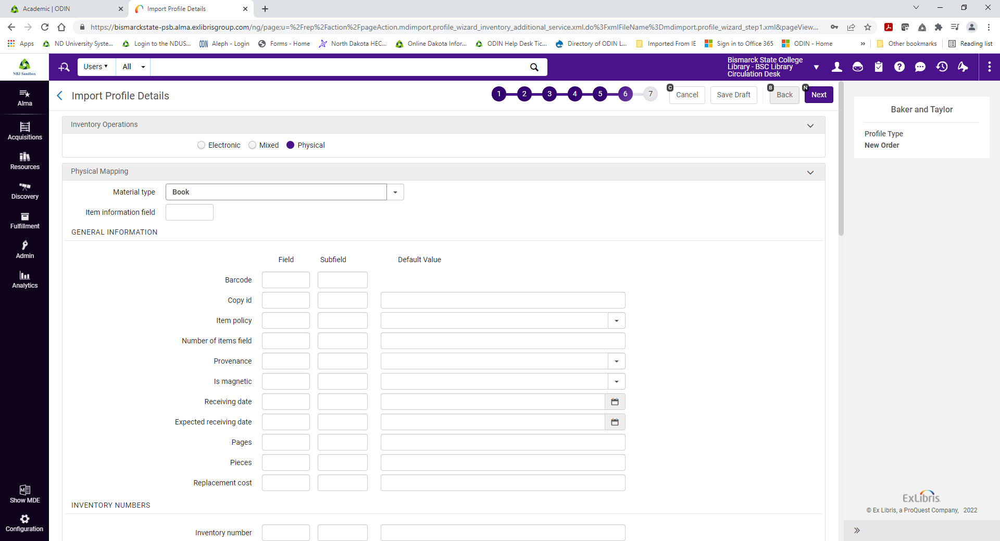 Academic | ODIN
Import Profile Details
https://bismarckstate-psb.alma.exlibrisgroup.com/ng/page;u=%2Frep%2Faction%2FpageAction.mdimport.profile_wizard_inventory_additional_service.xml.do%3FxmlFileName%3Dmdimport.profile_wizard_step1.xml&pageView...
Apps
ND University Syste...
Login to the NDUS...
ODIN Aleph - Login
Forms - Home
North Dakota HEC...
Online Dakota Infor...
ODIN Help Desk Tic...
Directory of ODIN L...
Imported From IE
Sign in to Office 365
ODIN - Home
»
Other bookmarks
Reading list
NBJ Sandbox
Users
All
Bismarck State College
Library - BSC Library
Circulation Desk
Alma
Acquisitions
Resources
Discovery
Fulfillment
Admin
Analytics
Show MDE
Configuration
Import Profile Details
1
2
3
4
5
6
7
C
Cancel
Save Draft
B
Back
N
Next
Inventory Operations
Electronic
Mixed
Physical
Physical Mapping
Material type
Book
Item information field
GENERAL INFORMATION
Field
Subfield
Default Value
Barcode
Copy id
Item policy
Number of items field
Provenance
Is magnetic
Receiving date
Expected receiving date
Pages
Pieces
Replacement cost
INVENTORY NUMBERS
Inventory number
Baker and Taylor
Profile Type
New Order
ExLibris
© Ex Libris, a ProQuest Company, 2022